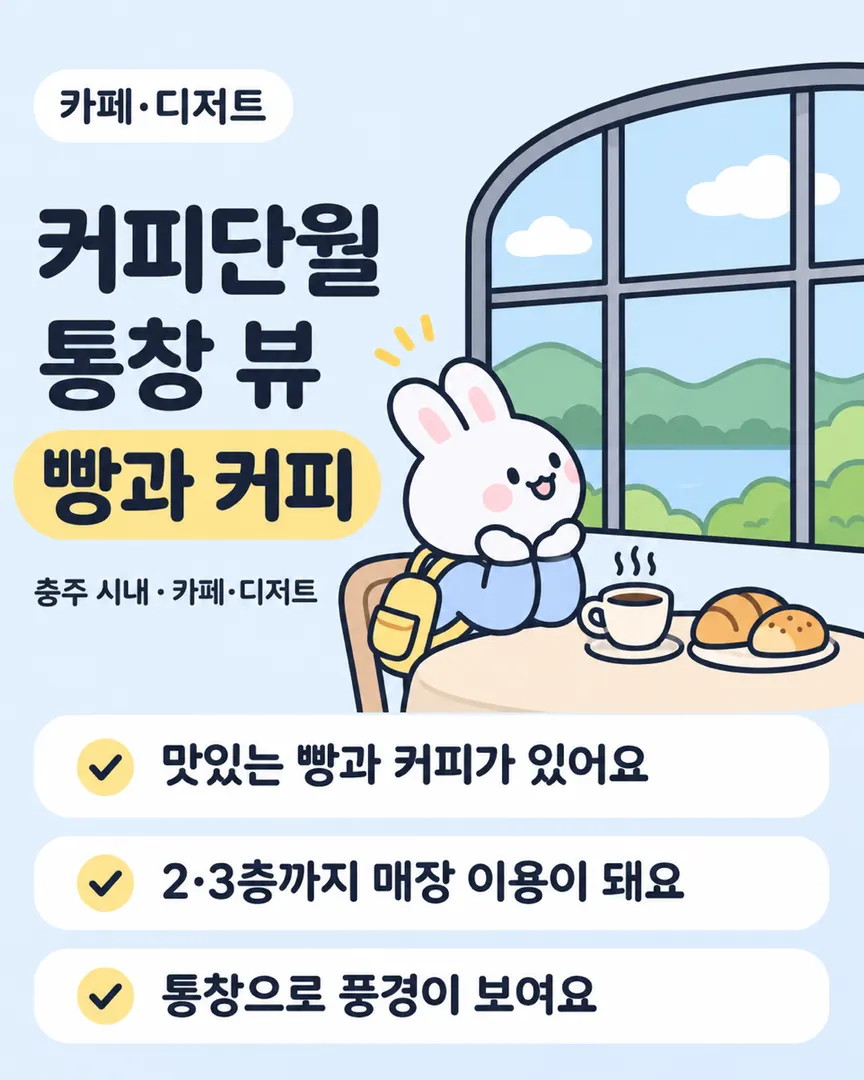 카페·디저트
커피단월
통창 뷰
빵과 커피
충주 시내 · 카페·디저트
맛있는 빵과 커피가 있어요
2·3층까지 매장 이용이 돼요
통창으로 풍경이 보여요